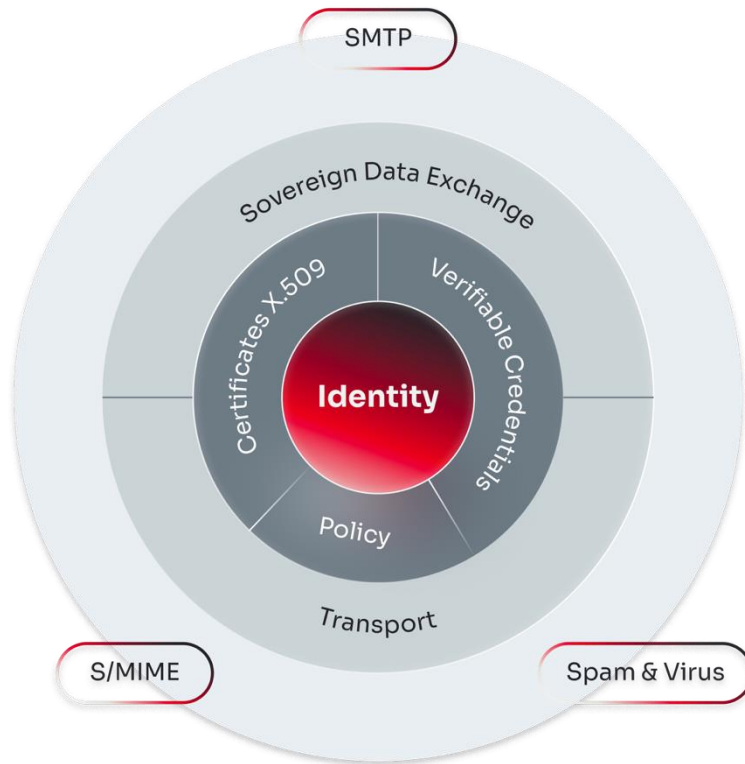 SMTP
Sovereign Data Exchange
Certificates X.509
Verifiable Credentials
Identity
Policy
Transport
S/MIME
Spam & Virus